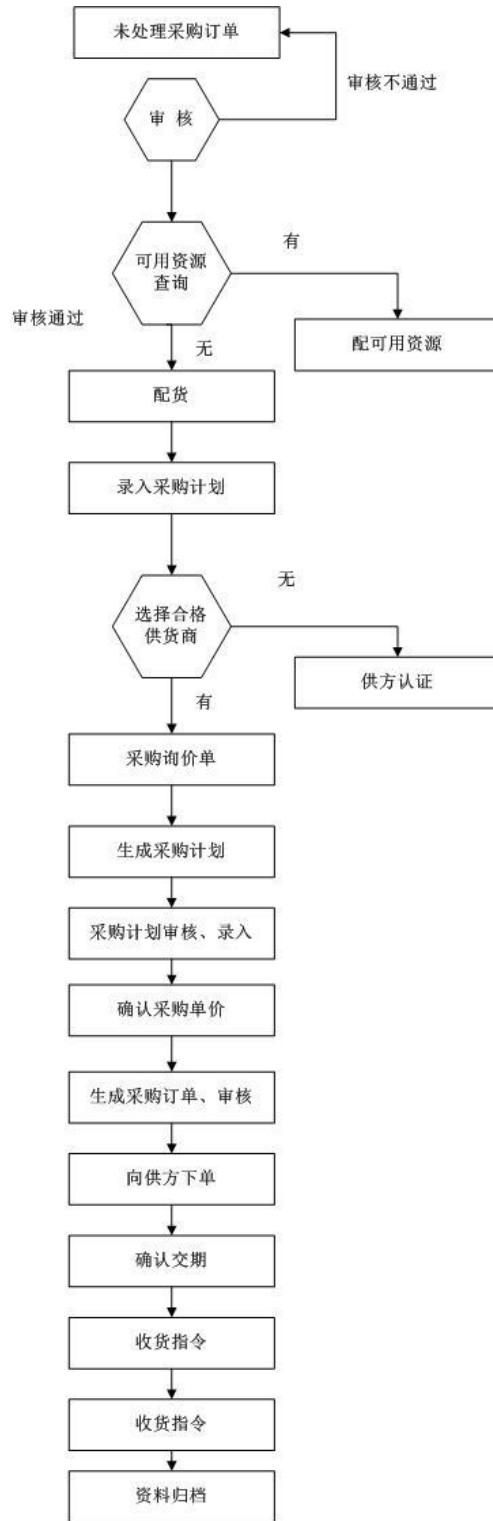 未处理采购订单
审核不通过
审 核
有
可用资源
查询
审核通过
配可用资源
无
配货
录入采购计划
无
选择合格
供货商
供方认证
有
采购询价单
生成采购计划
采购计划审核、录入
确认采购单价
生成采购订单、审核
向供方下单
确认交期
收货指令
收货指令
资料归档